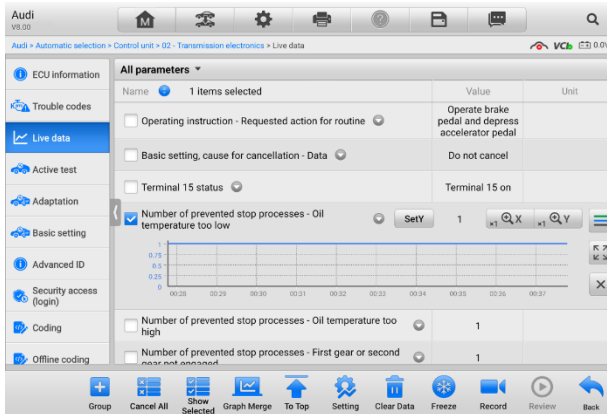 Audi
V8.00
Audi > Automatic selection > Control unit > 02 - Transmission electronics > Live data
VCb 0.0V
ECU information
Trouble codes
Live data
Active test
Adaptation
Basic setting
Advanced ID
Security access
(login)
Coding
Offline coding
All parameters
Name 1 items selected Value Unit
Operating instruction - Requested action for routine
Operate brake
pedal and depress
accelerator pedal
Basic setting, cause for cancellation - Data Do not cancel
Terminal 15 status Terminal 15 on
Number of prevented stop processes - Oil
temperature too low
SetY 1 x1 X x1 Y
1
0.75
0.5
0.25
0
00:28 00:29 00:30 00:31 00:32 00:33 00:34 00:35 00:36 00:37
Number of prevented stop processes - Oil temperature too
high
1
Number of prevented stop processes - First gear or second
gear not engaged
1
Group Cancel All Show
Selected Graph Merge To Top Setting Clear Data Freeze Record Review Back